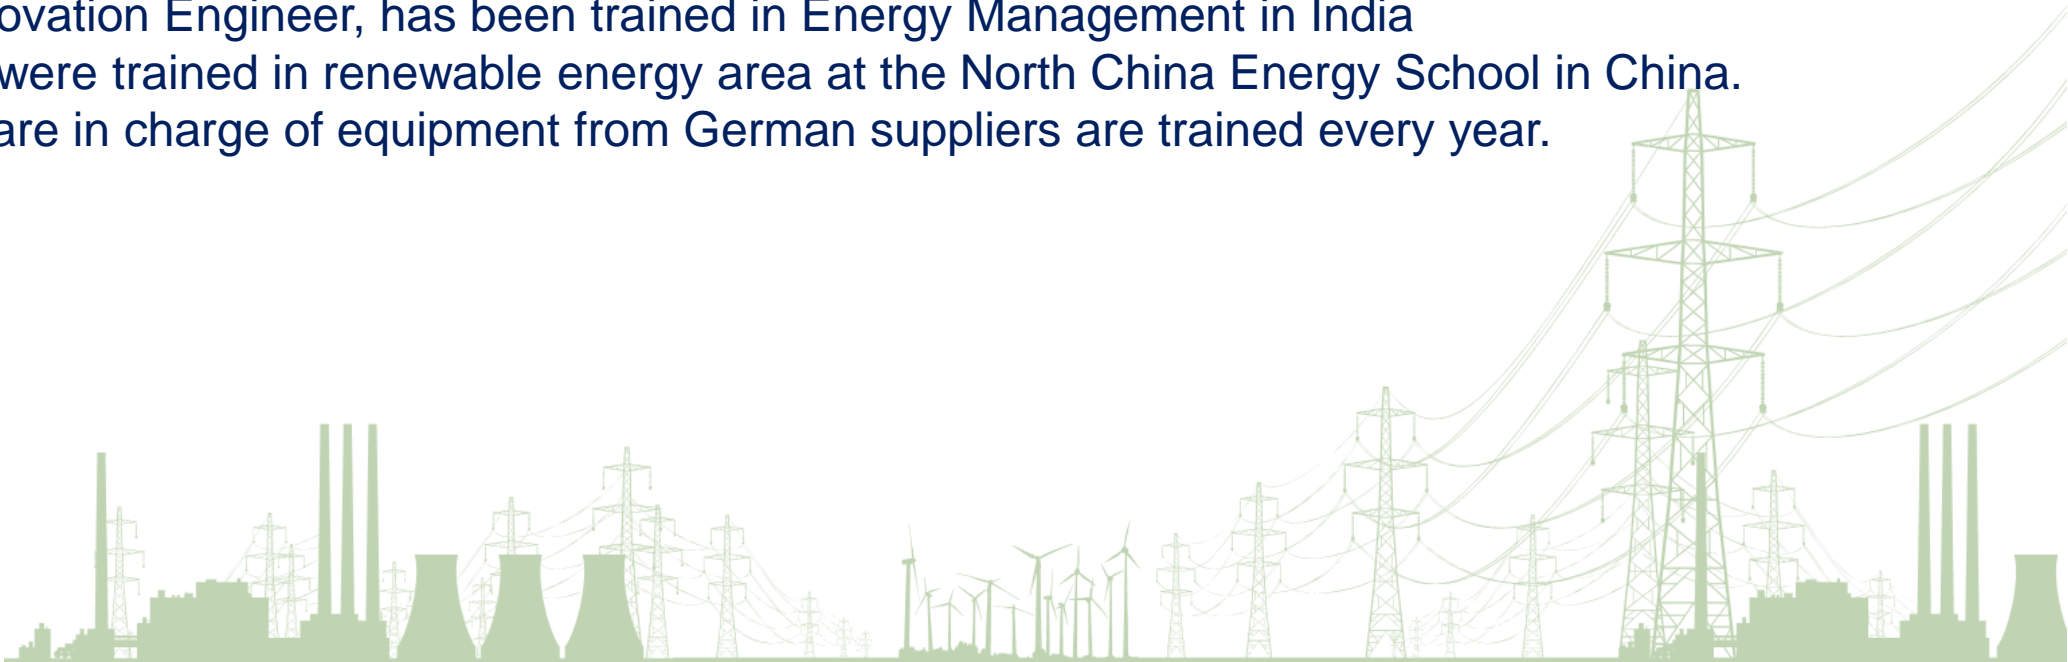 ovation Engineer, has been trained in Energy Management in India
were trained in renewable energy area at the North China Energy School in China.
are in charge of equipment from German suppliers are trained every year.